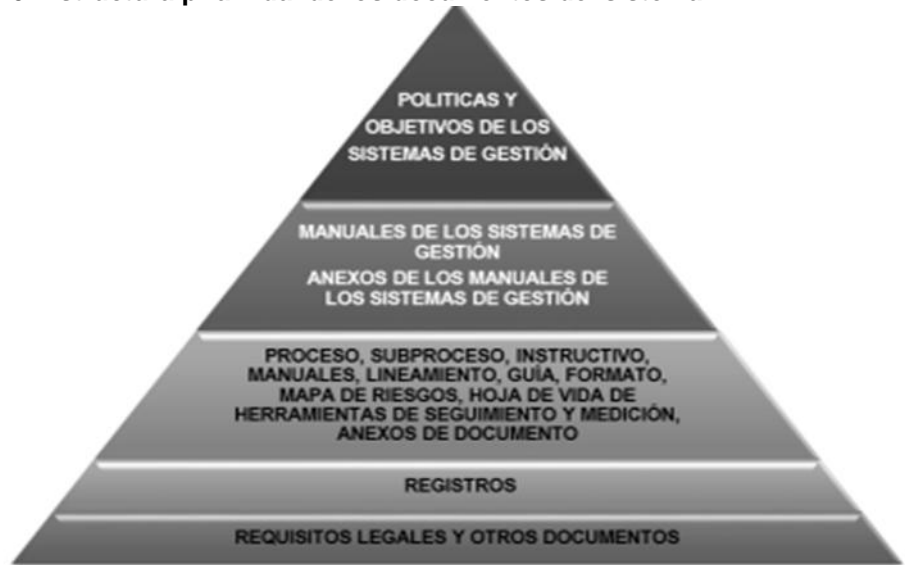 POLITICAS Y
OBJETIVOS DE LOS
SISTEMAS DE GESTIÓN
MANUALES DE LOS SISTEMAS DE
GESTIÓN
ANEXOS DE LOS MANUALES DE
LOS SISTEMAS DE GESTIÓN
PROCESO, SUBPROCESO, INSTRUCTIVO,
MANUALES, LINEAMIENTO, GUÍA, FORMATO,
MAPA DE RIESGOS, HOJA DE VIDA DE
HERRAMIENTAS DE SEGUIMIENTO Y MEDICIÓN,
ANEXOS DE DOCUMENTO
REGISTROS
REQUISITOS LEGALES Y OTROS DOCUMENTOS